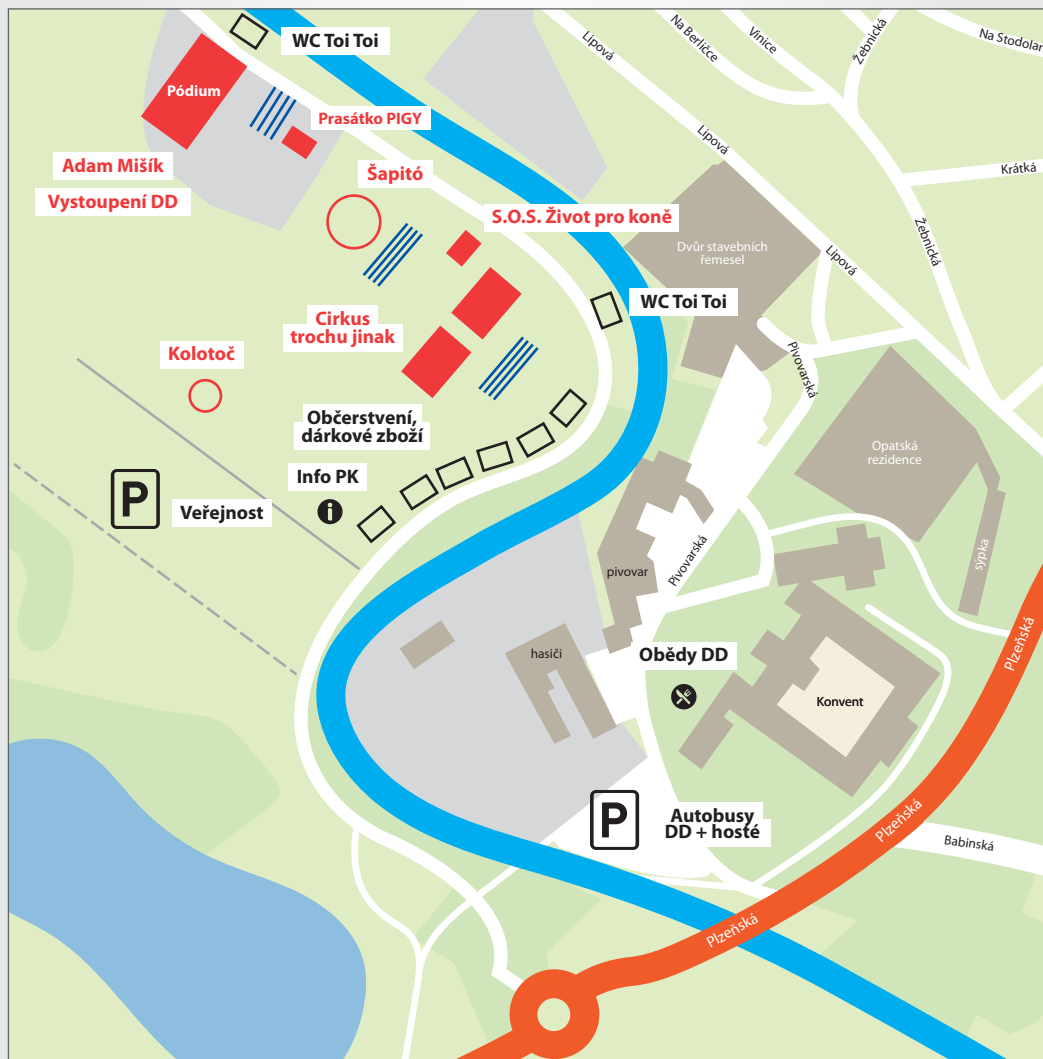 WC Toi Toi
Lipová
Na Berličce
Vinice
Žebnická
Pódium
Prasátko PIGY
Lipová
Adam Mišík
Šapitó
Krátká
Vystoupení DD
S.O.S. Život pro koně
Žebnická
Dvůr stavebních
řemesel
Lipová
WC Toi Toi
Cirkus
trochu jinak
Kolotoč
Pivovarská
Občerstvení,
dárkové zboží
Opatská
rezidence
Info PK
P
Veřejnost
i
sýpka
Pivovarská
pivovar
Plzeňská
hasiči
Obědy DD
Konvent
P
Autobusy
DD + hosté
Plzeňská
Babinská
Plzeňská